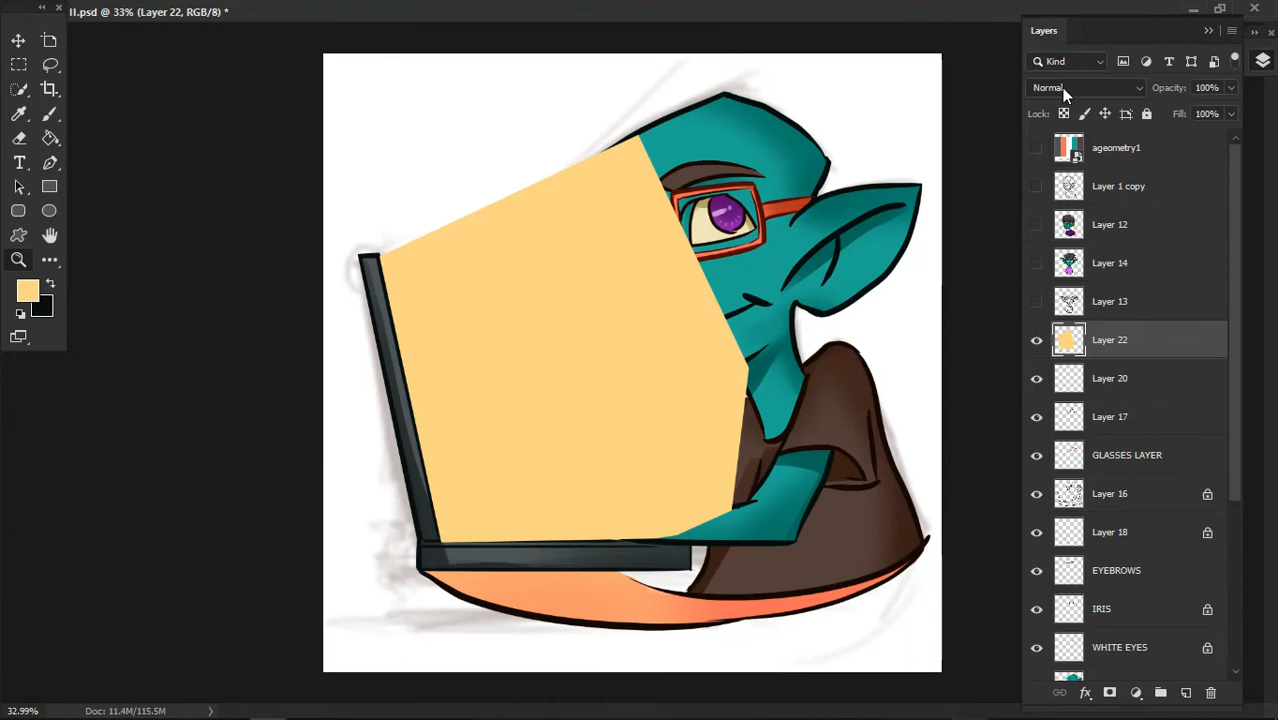 II.psd @ 33% (Layer 22, RGB/8) *
Layers
Kind
Normal
Opacity: 100%
Lock:
Fill: 100%
ageometry1
Layer 1 copy
Layer 12
Layer 14
Layer 13
Layer 22
Layer 20
Layer 17
GLASSES LAYER
Layer 16
Layer 18
EYEBROWS
IRIS
WHITE EYES
fx
32.99%
Doc: 11.4M/115.5M